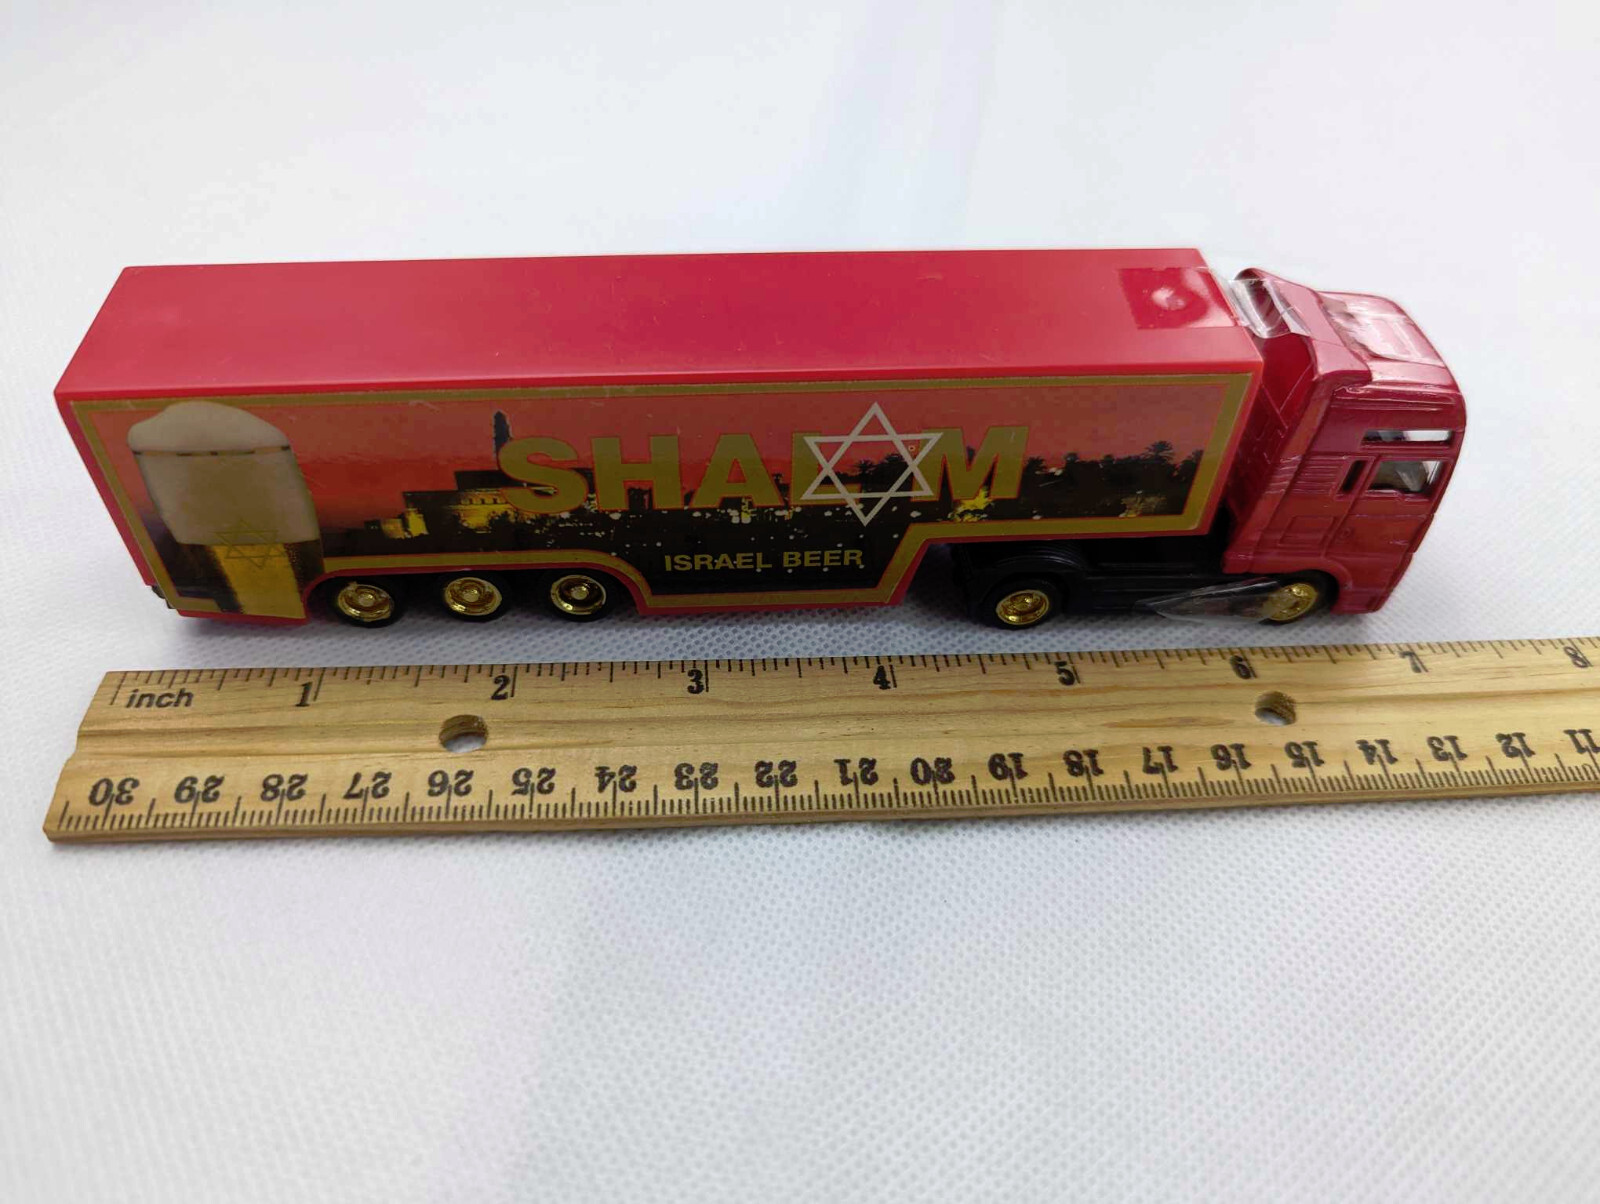 SHALOM
ISRAEL BEER
inch 1 2 3 4 5 6 7 8
30 29 28 27 26 25 24 23 22 21 20 19 18 17 16 15 14 13 12 11